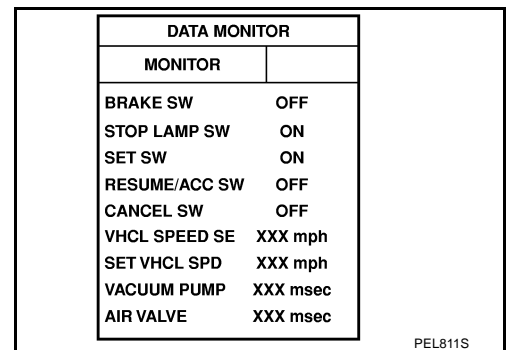 DATA MONITOR
MONITOR
BRAKE SW OFF
STOP LAMP SW ON
SET SW ON
RESUME/ACC SW OFF
CANCEL SW OFF
VHCL SPEED SE XXX mph
SET VHCL SPD XXX mph
VACUUM PUMP XXX msec
AIR VALVE XXX msec
PEL811S